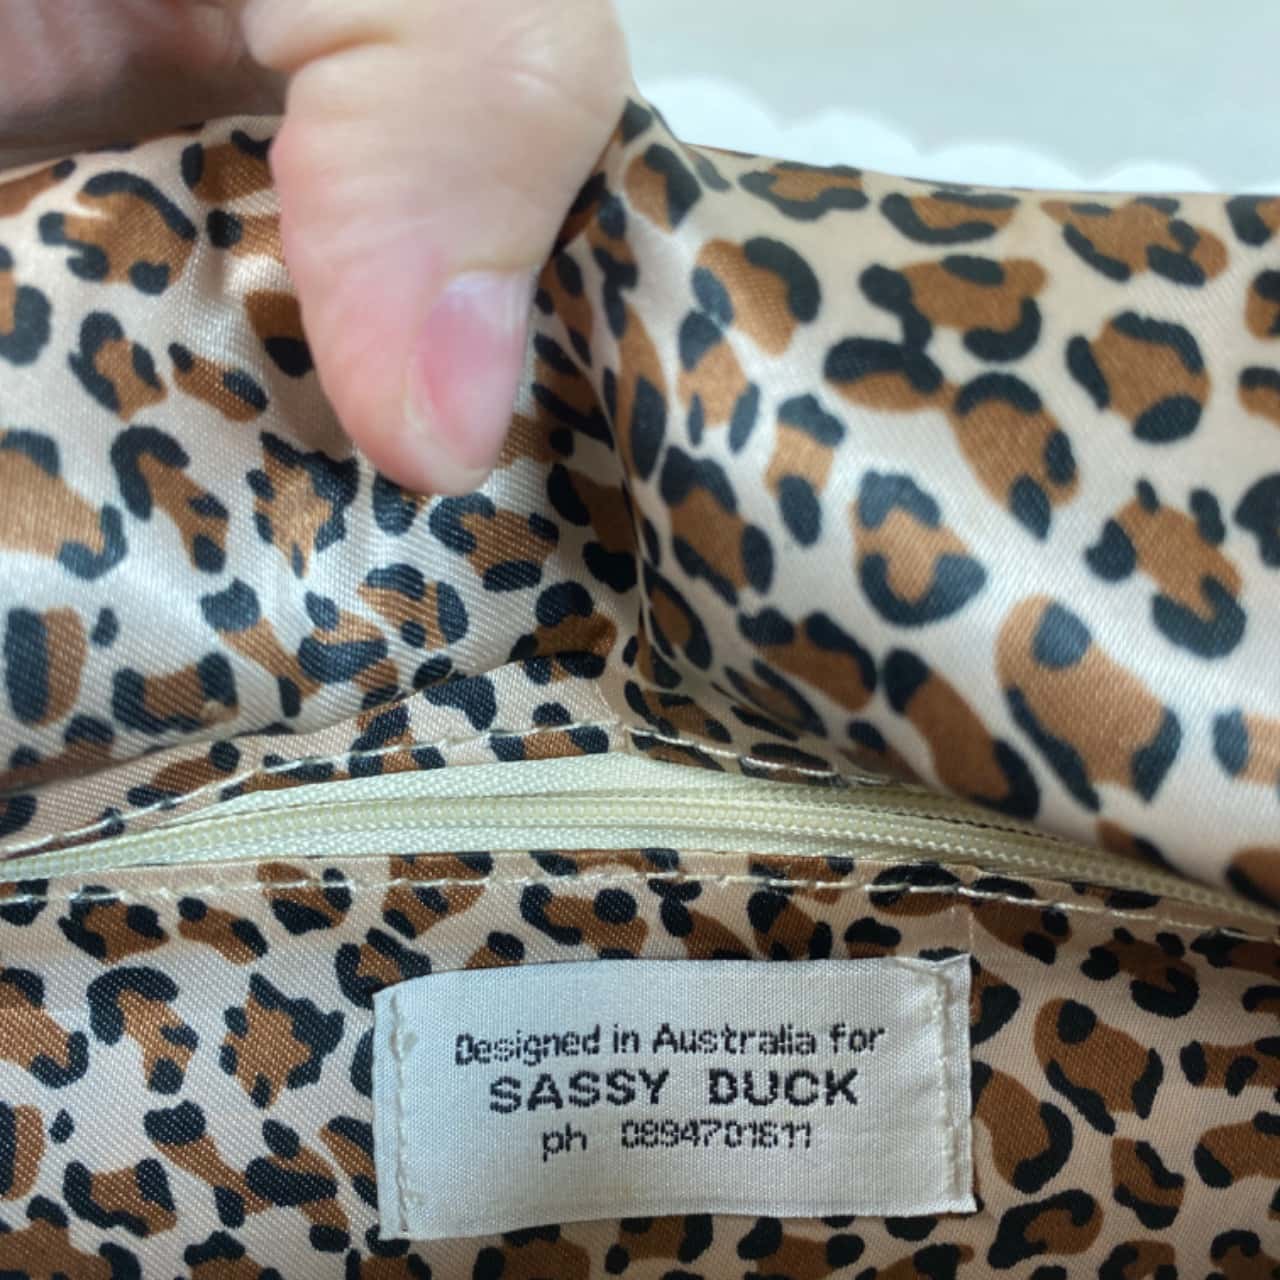 Designed in Australia for
SASSY DUCK
ph 0894701611